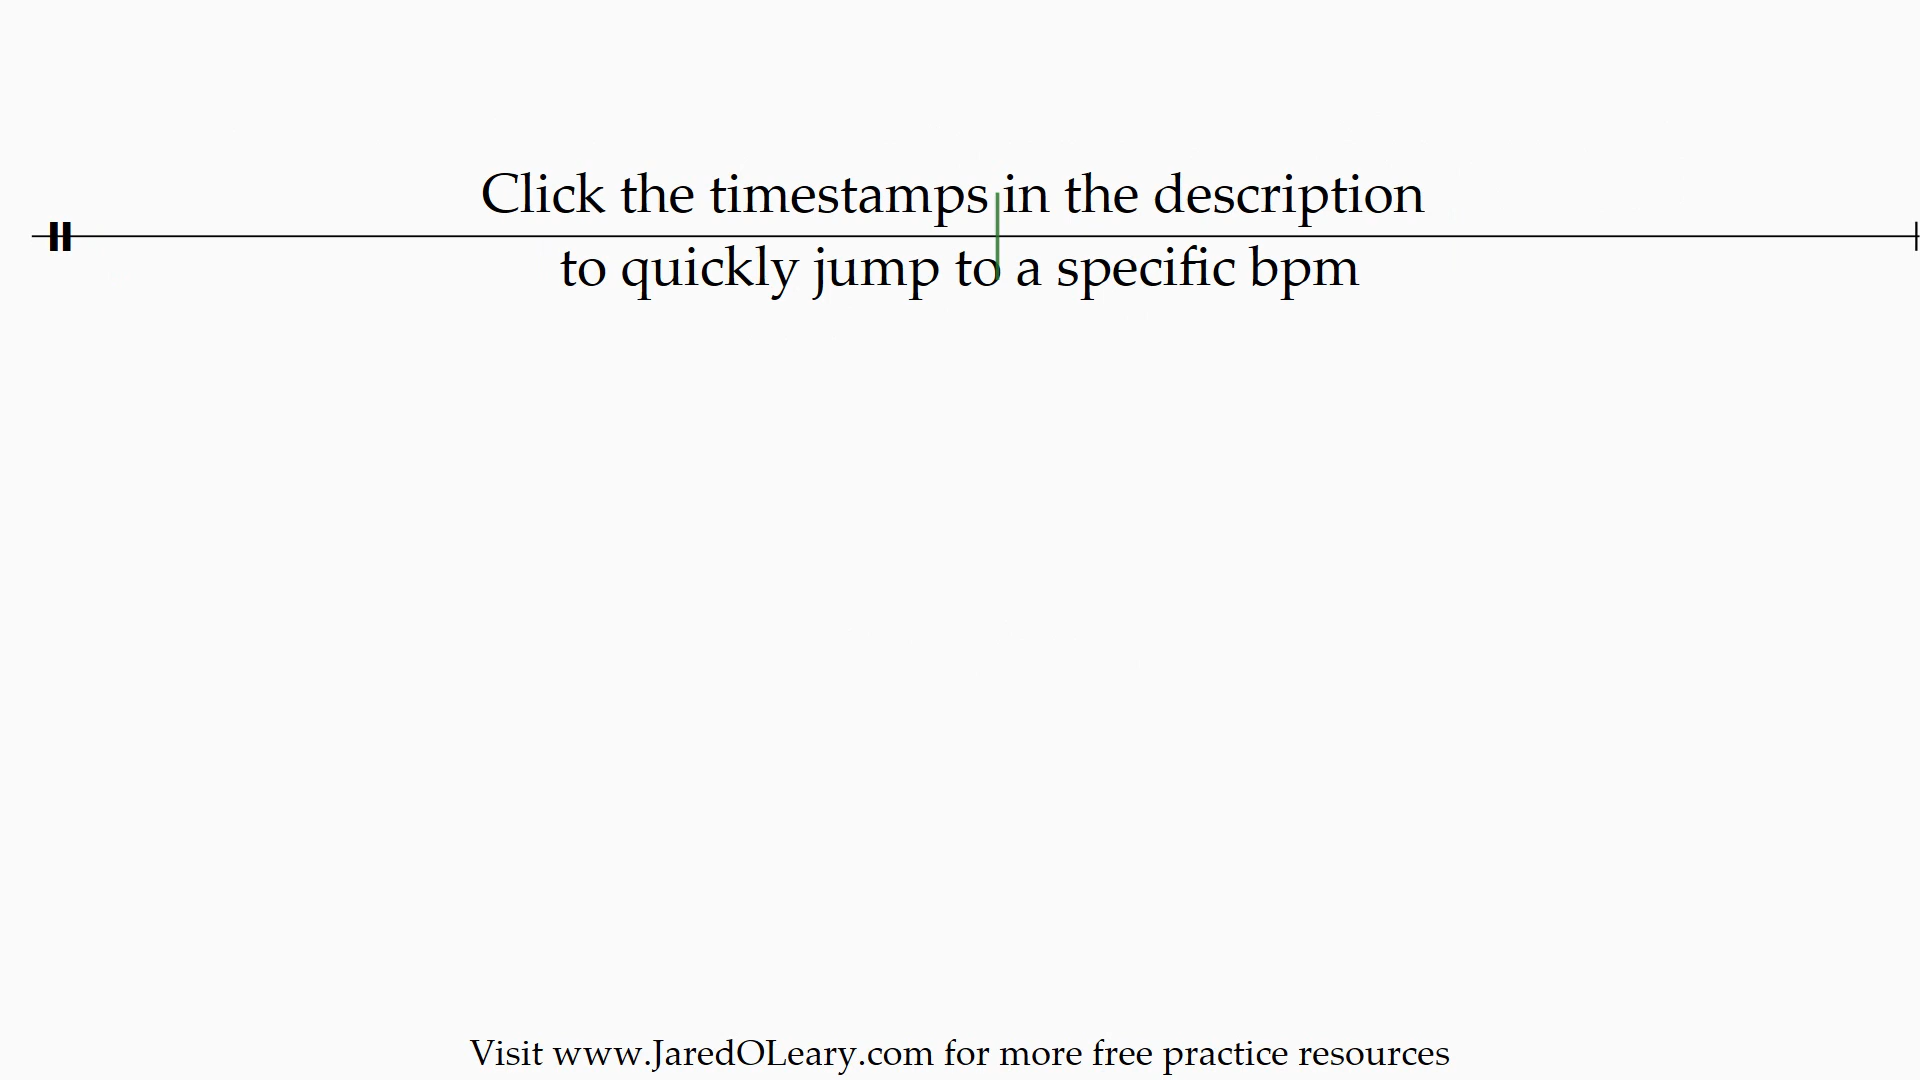 Click the timestamps in the description
to quickly jump to a specific bpm
Visit www.JaredOLeary.com for more free practice resources